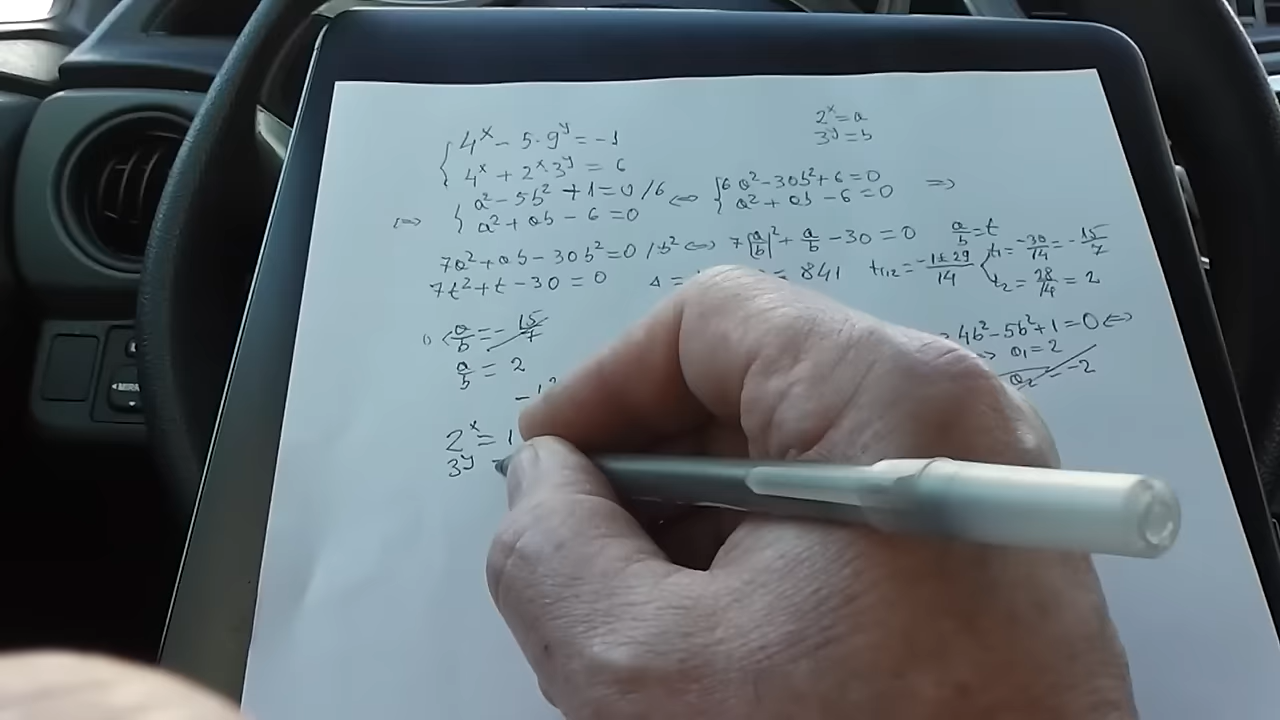 2^x = a
3^y = b
{ 4^x - 5·9^y = -1
4^x + 2^x 3^y = 6
<=> { a² - 5b² + 1 = 0 /6 <=> { 6a² - 30b² + 6 = 0 =>
a² + ab - 6 = 0 a² + ab - 6 = 0
7a² + ab - 30b² = 0 /:b² <=> 7(a/b)² + a/b - 30 = 0 a/b = t
7t² + t - 30 = 0 Δ = = 841 t₁,₂ = -1±29/14 < t₁ = -30/14 = -15/7
t₂ = 28/14 = 2
1) < a/b = -15/7
a/b = 2
4b² - 5b² + 1 = 0 <=>
=> a₁ = 2
a₂ = -2
2^x = 1
3^y
MIRR